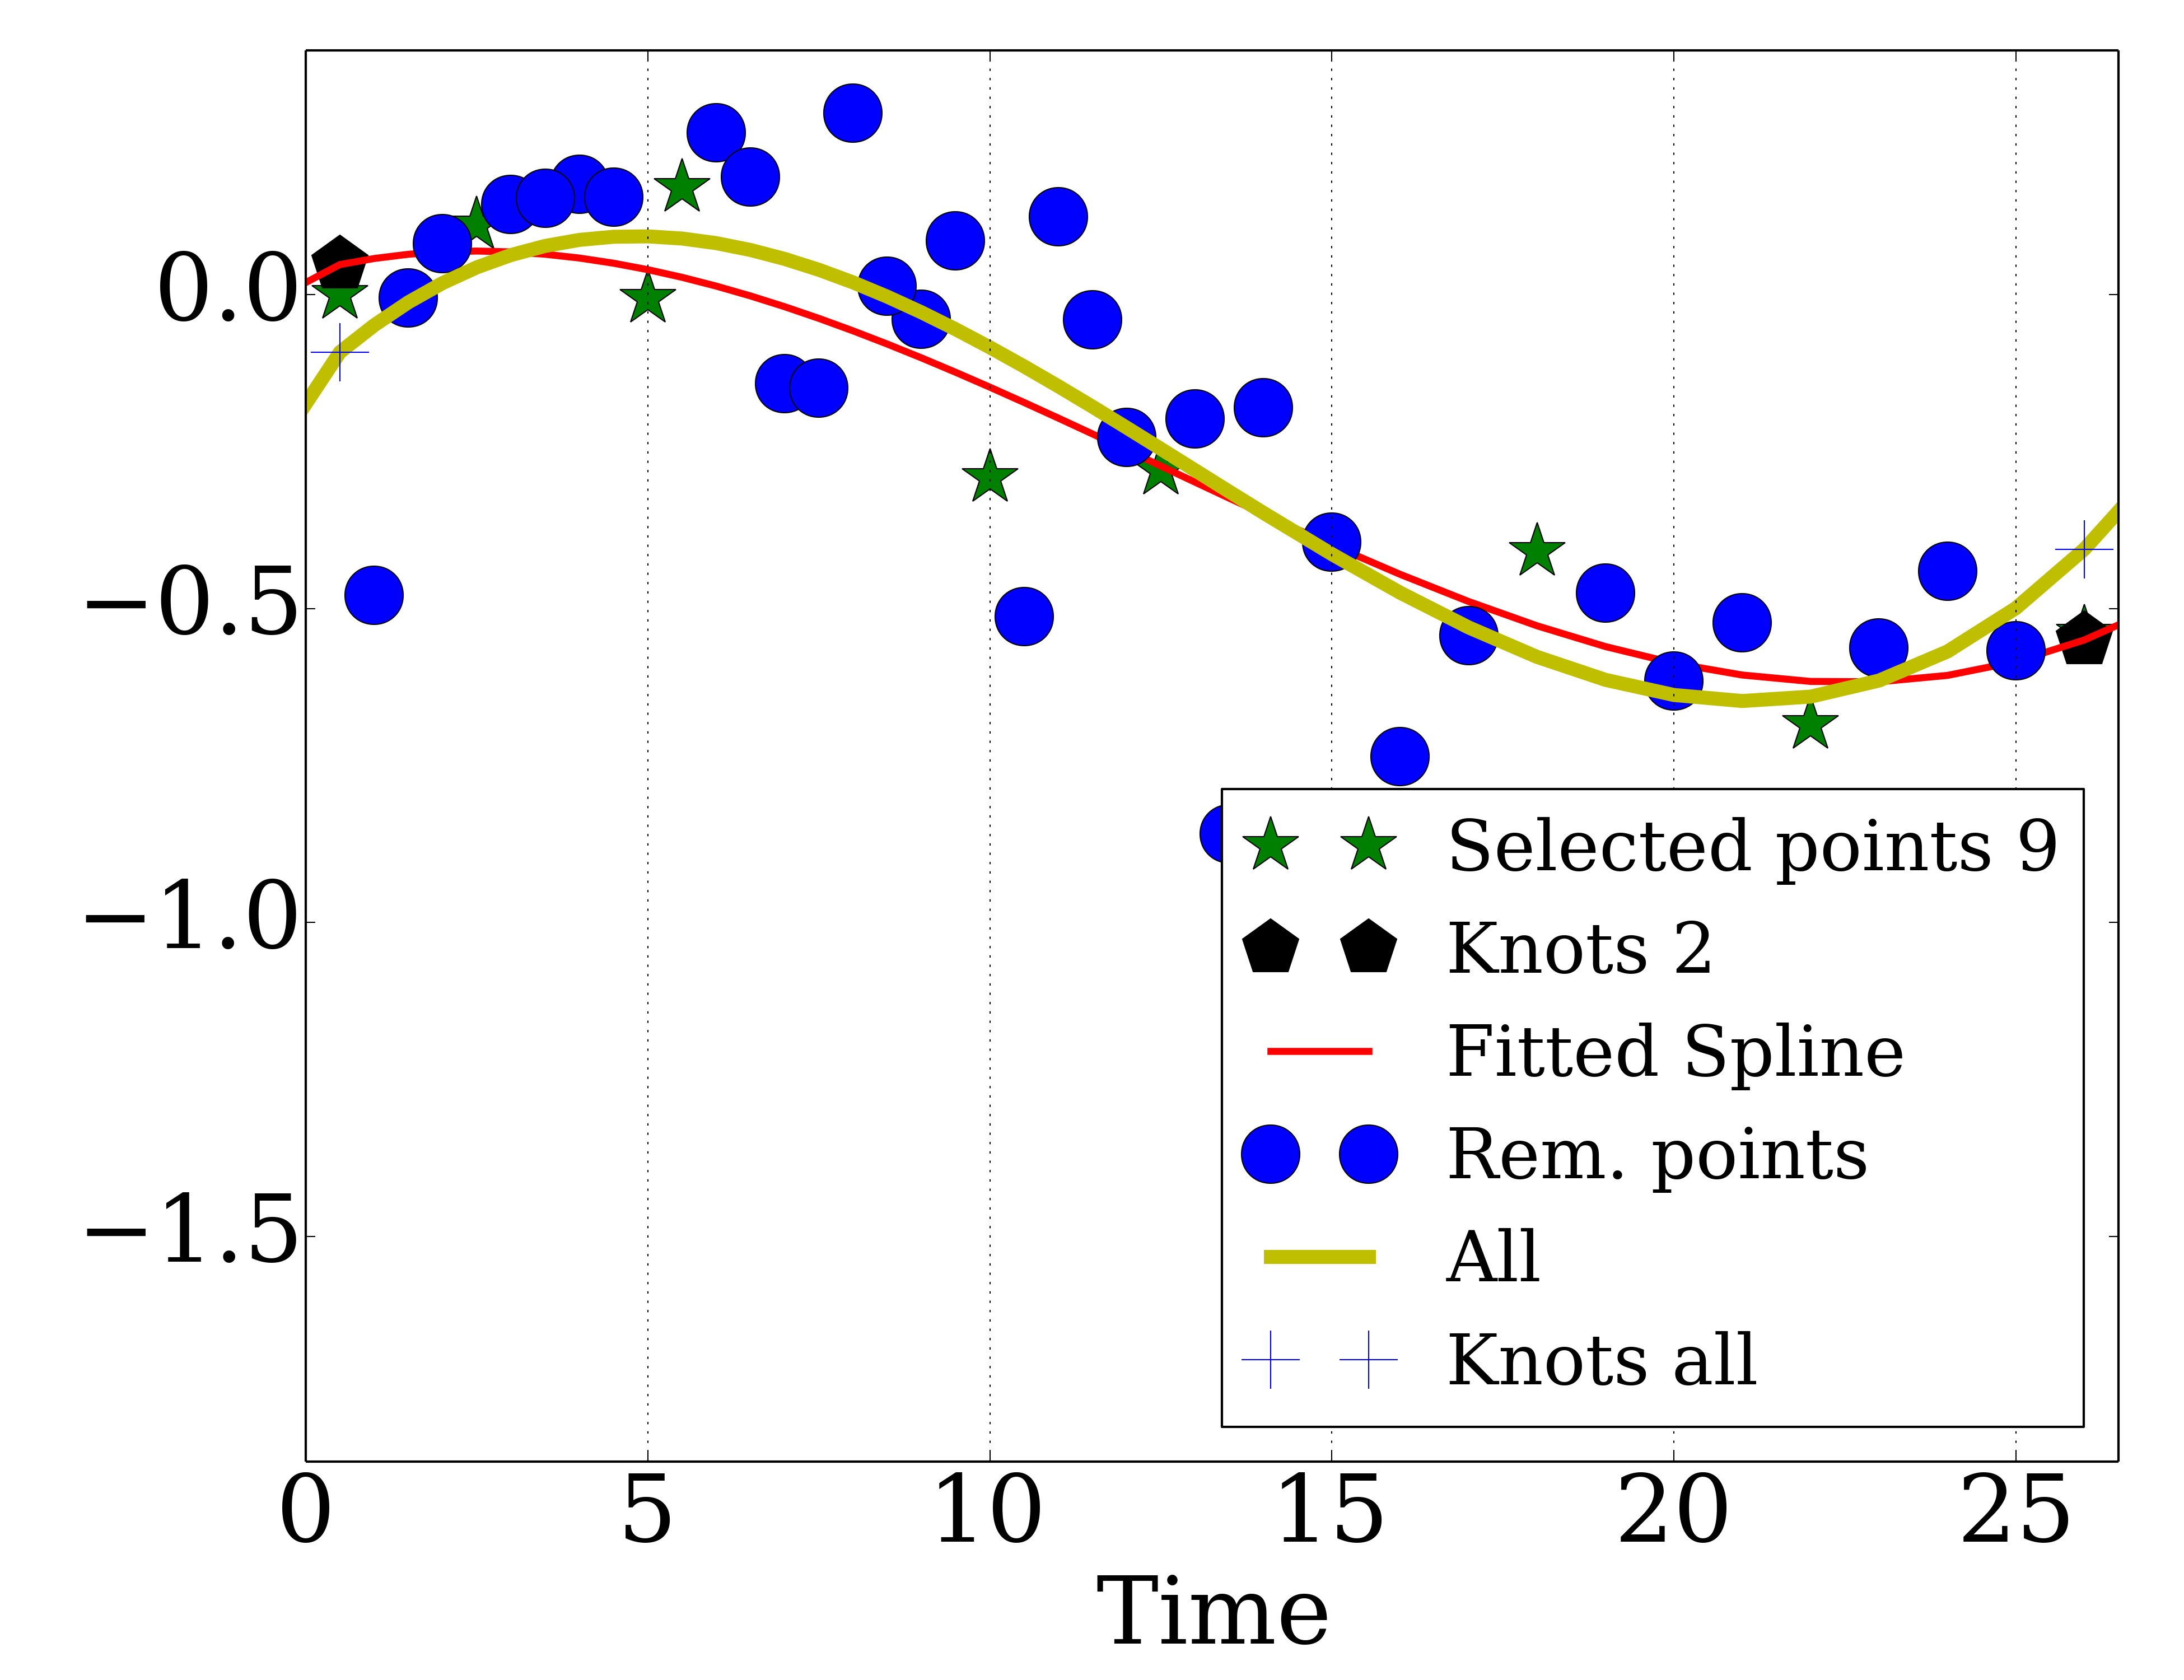 0.0
−0.5
−1.0
−1.5
0 5 10 15 20 25
Time
Selected points 9
Knots 2
Fitted Spline
Rem. points
All
Knots all